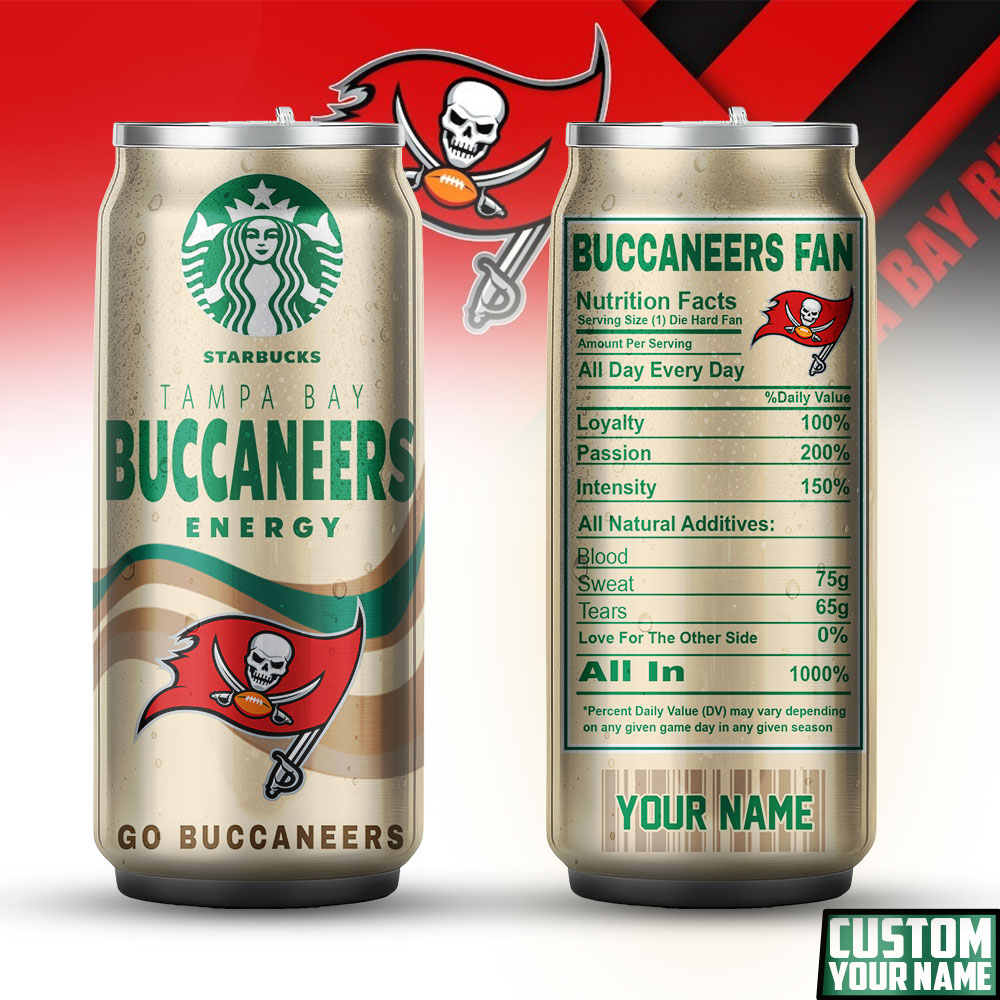 STARBUCKS
TAMPA BAY
BUCCANEERS
ENERGY
GO BUCCANEERS
BUCCANEERS FAN
Nutrition Facts
Serving Size (1) Die Hard Fan
Amount Per Serving
All Day Every Day
%Daily Value
Loyalty 100%
Passion 200%
Intensity 150%
All Natural Additives:
Blood
Sweat 75g
Tears 65g
Love For The Other Side 0%
All In 1000%
*Percent Daily Value (DV) may vary depending
on any given game day in any given season
YOUR NAME
BAY
CUSTOM
YOUR NAME